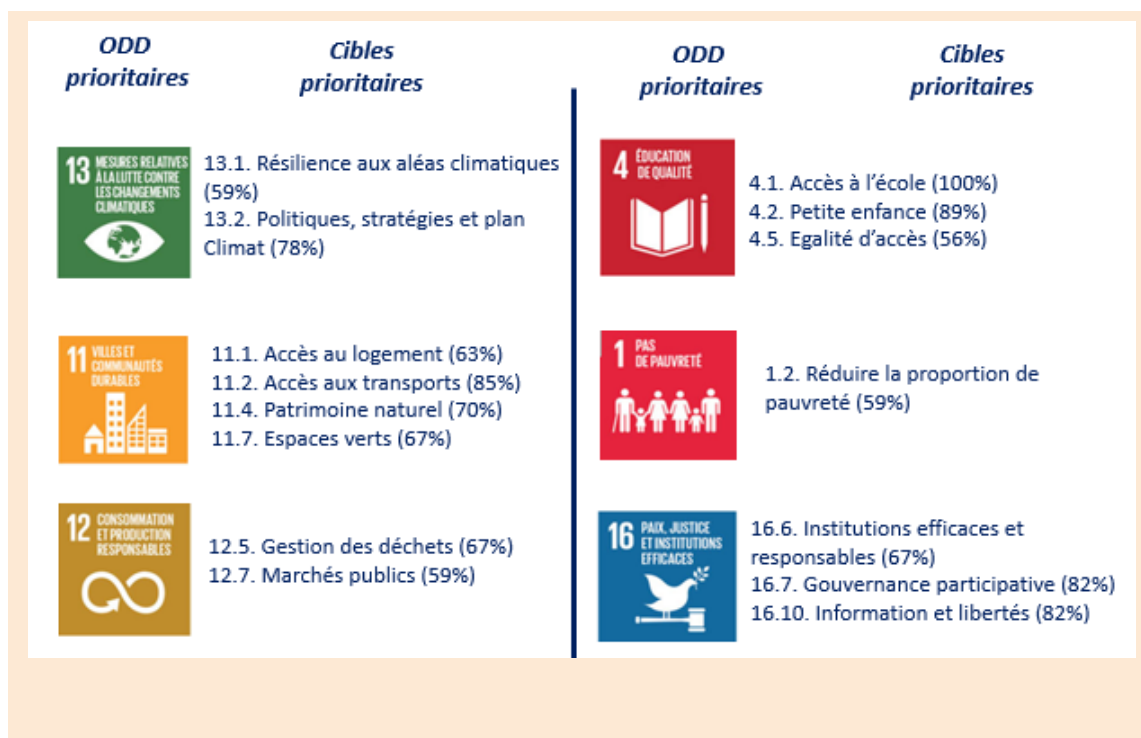 ODD
prioritaires
Cibles
prioritaires
13 MESURES RELATIVES
À LA LUTTE CONTRE
LES CHANGEMENTS
CLIMATIQUES
13.1. Résilience aux aléas climatiques
(59%)
13.2. Politiques, stratégies et plan
Climat (78%)
11 VILLES ET
COMMUNAUTÉS
DURABLES
11.1. Accès au logement (63%)
11.2. Accès aux transports (85%)
11.4. Patrimoine naturel (70%)
11.7. Espaces verts (67%)
12 CONSOMMATION
ET PRODUCTION
RESPONSABLES
12.5. Gestion des déchets (67%)
12.7. Marchés publics (59%)
ODD
prioritaires
Cibles
prioritaires
4 ÉDUCATION
DE QUALITÉ
4.1. Accès à l’école (100%)
4.2. Petite enfance (89%)
4.5. Egalité d’accès (56%)
1 PAS
DE PAUVRETÉ
1.2. Réduire la proportion de
pauvreté (59%)
16 PAIX, JUSTICE
ET INSTITUTIONS
EFFICACES
16.6. Institutions efficaces et
responsables (67%)
16.7. Gouvernance participative (82%)
16.10. Information et libertés (82%)